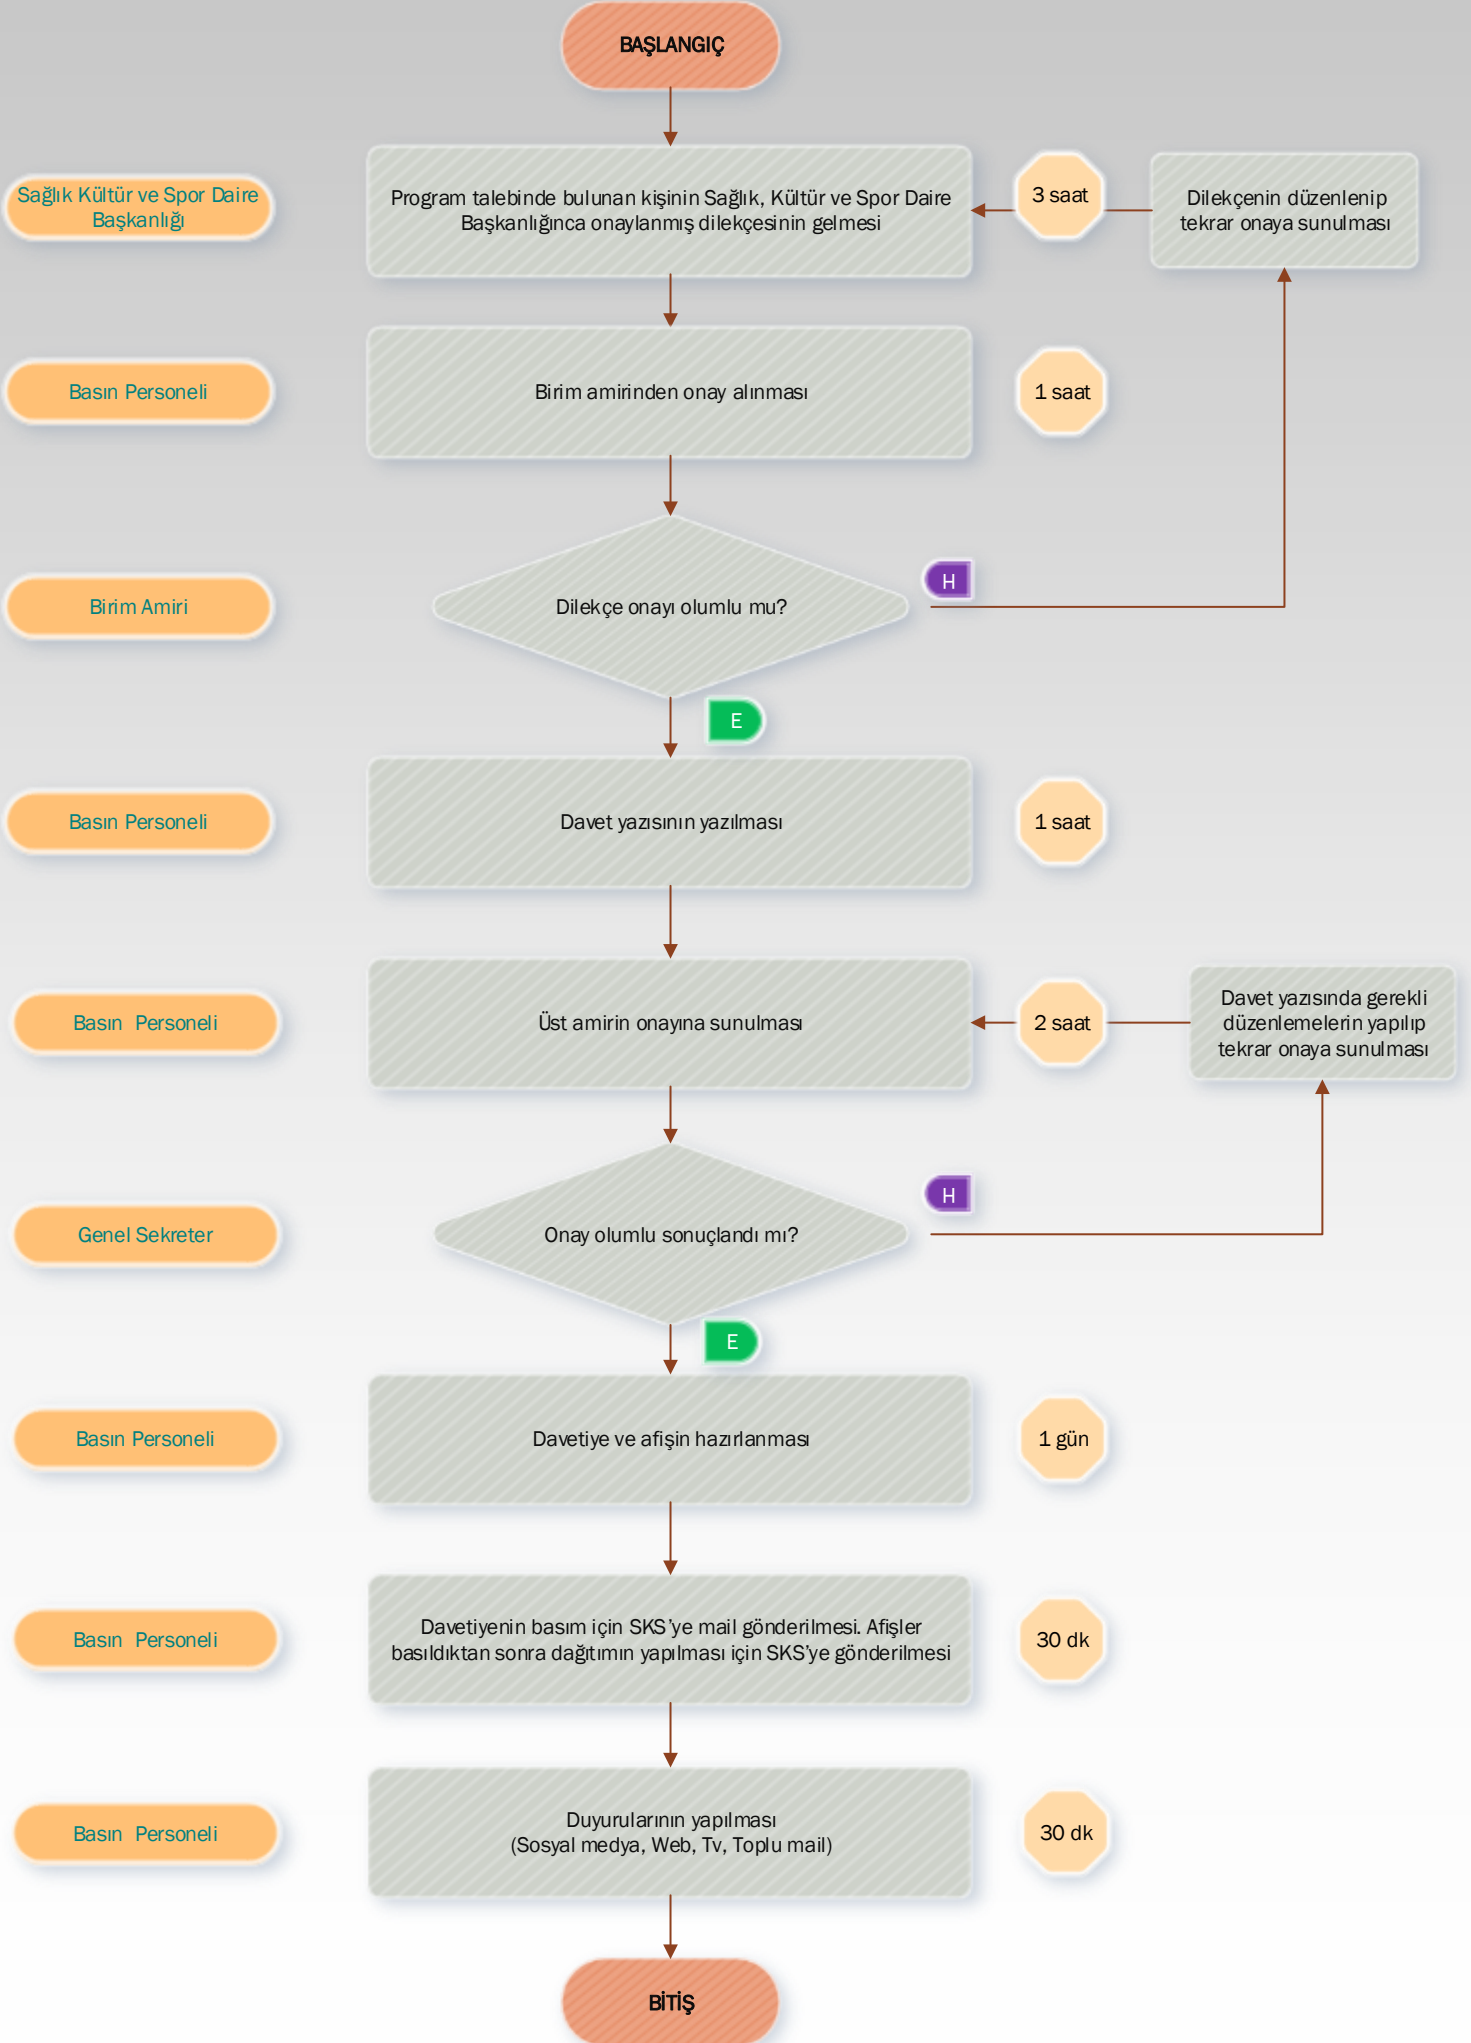 BAŞLANGIÇ
Sağlık Kültür ve Spor Daire
Başkanlığı
Program talebinde bulunan kişinin Sağlık, Kültür ve Spor Daire
Başkanlığınca onaylanmış dilekçesinin gelmesi
3 saat
Dilekçenin düzenlenip
tekrar onaya sunulması
Basın Personeli
Birim amirinden onay alınması
1 saat
Birim Amiri
Dilekçe onayı olumlu mu?
H
E
Basın Personeli
Davet yazısının yazılması
1 saat
Basın  Personeli
Üst amirin onayına sunulması
2 saat
Davet yazısında gerekli
düzenlemelerin yapılıp
tekrar onaya sunulması
Genel Sekreter
Onay olumlu sonuçlandı mı?
H
E
Basın Personeli
Davetiye ve afişin hazırlanması
1 gün
Basın  Personeli
Davetiyenin basım için SKS’ye mail gönderilmesi. Afişler
basıldıktan sonra dağıtımın yapılması için SKS’ye gönderilmesi
30 dk
Basın  Personeli
Duyurularının yapılması
(Sosyal medya, Web, Tv, Toplu mail)
30 dk
BİTİŞ